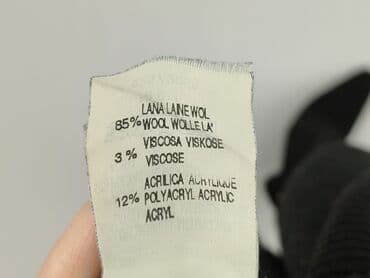 LANA LAINE WOL
85% WOOL WOLLE LA'
VISCOSA VISKOSE
3% VISCOSE
ACRILICA ACRYLIQUE
12% POLYACRYL ACRYLIC
ACRYL